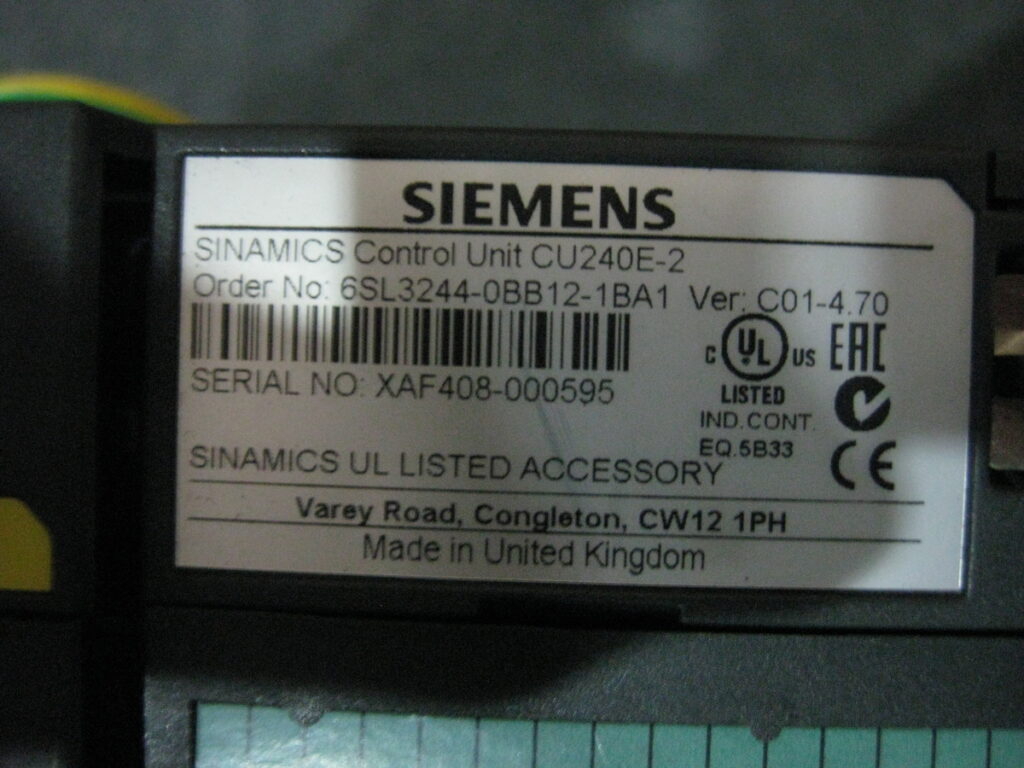 SIEMENS
SINAMICS Control Unit CU240E-2
Order No: 6SL3244-0BB12-1BA1 Ver: C01-4.70
C UL US EAC
SERIAL NO: XAF408-000595
LISTED
IND.CONT.
EQ.5B33
CE
SINAMICS UL LISTED ACCESSORY
Varey Road, Congleton, CW12 1PH
Made in United Kingdom